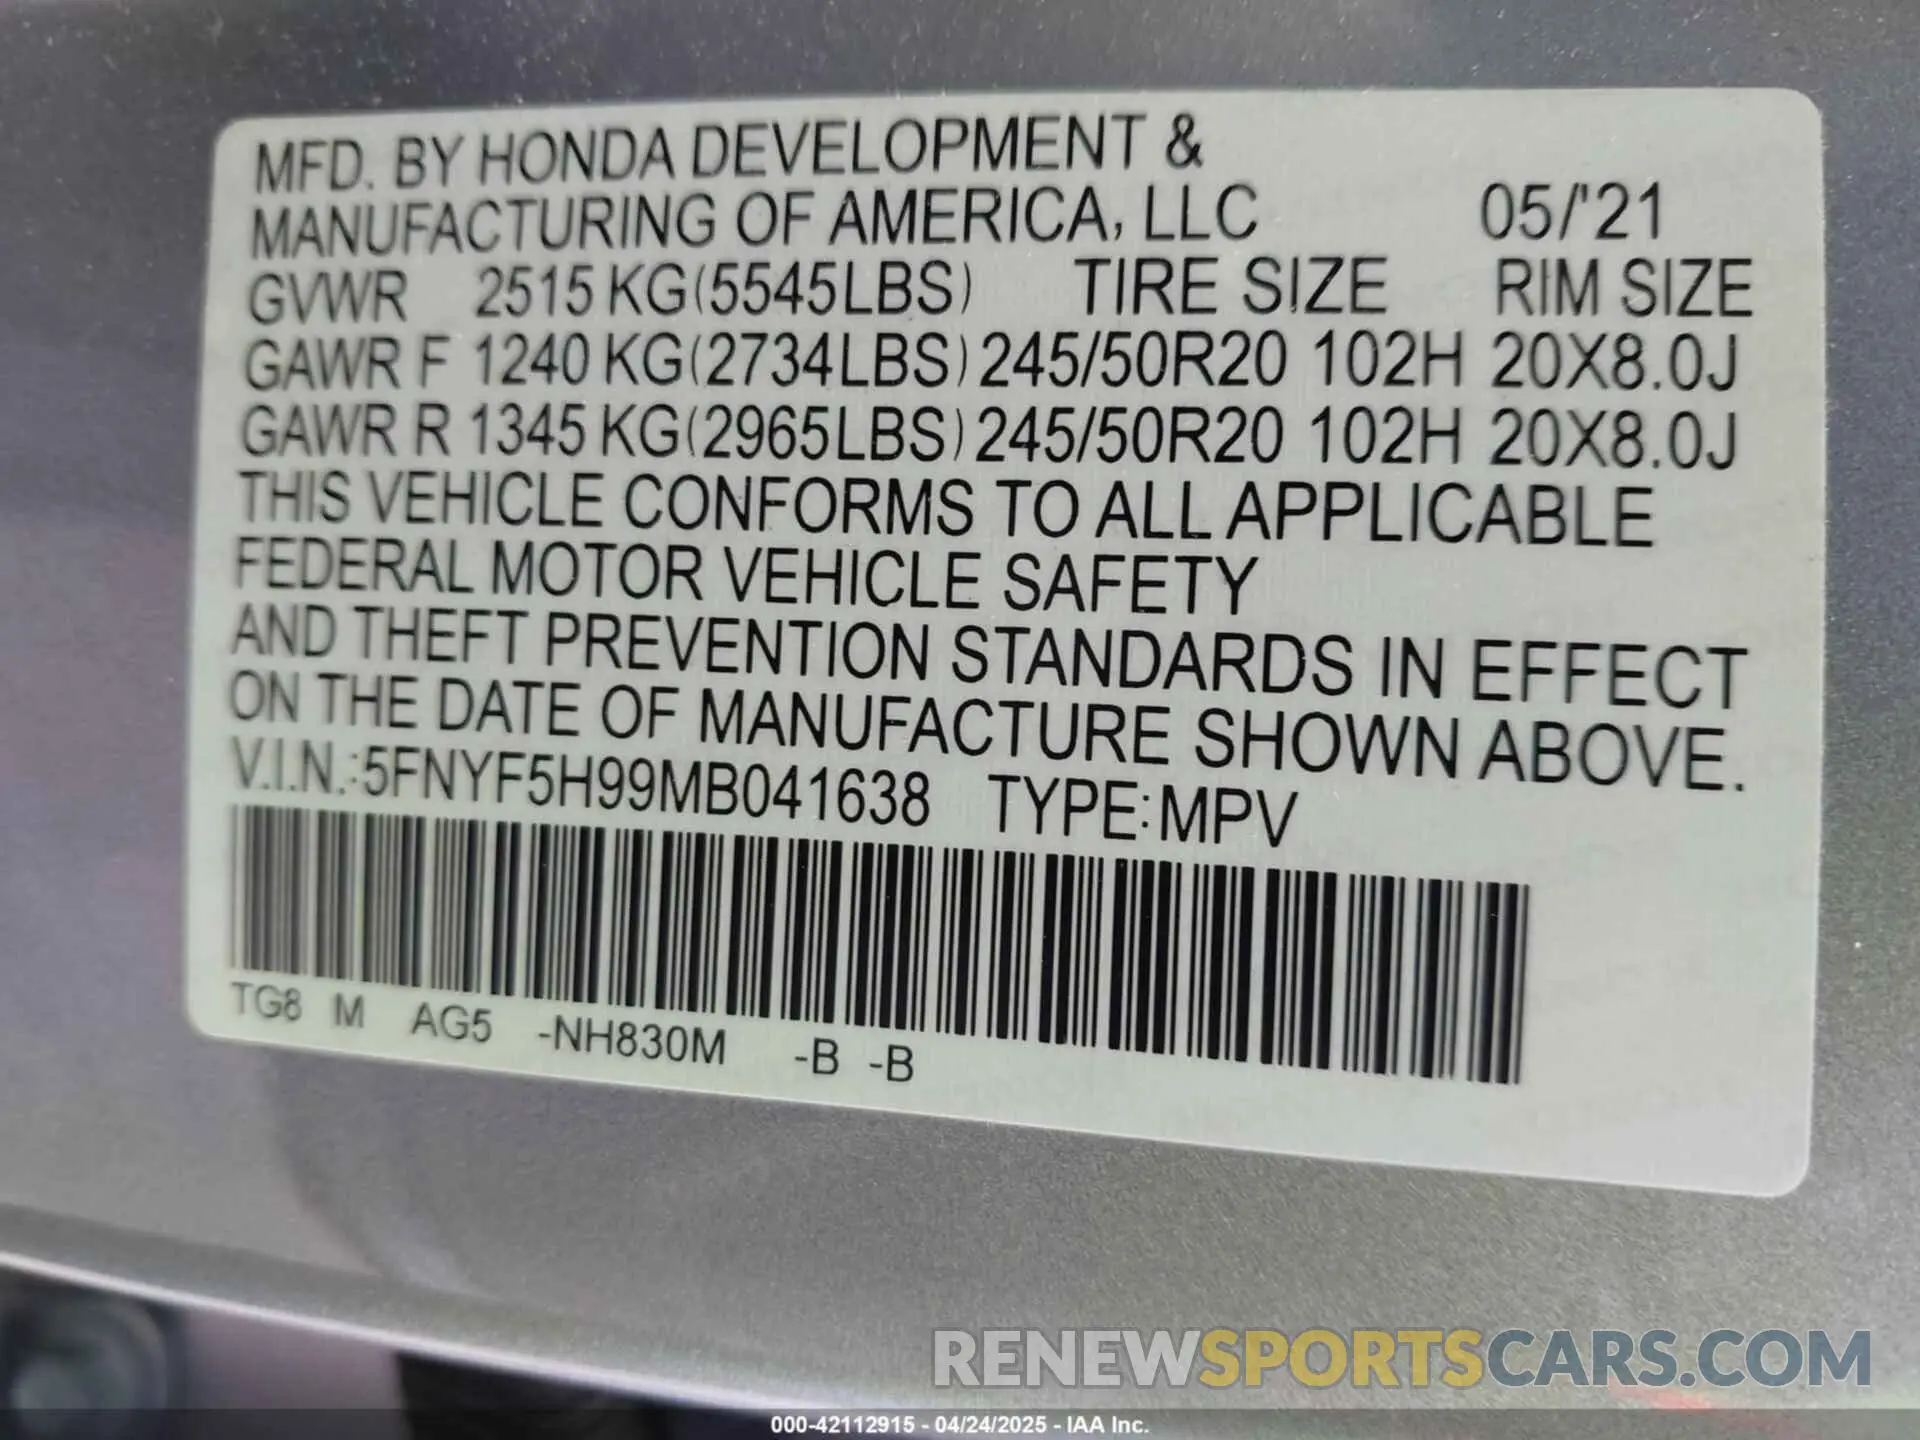 MFD. BY HONDA DEVELOPMENT &
MANUFACTURING OF AMERICA, LLC 05/'21
GVWR 2515 KG(5545LBS) TIRE SIZE RIM SIZE
GAWR F 1240 KG(2734LBS) 245/50R20 102H 20X8.0J
GAWR R 1345 KG(2965LBS) 245/50R20 102H 20X8.0J
THIS VEHICLE CONFORMS TO ALL APPLICABLE
FEDERAL MOTOR VEHICLE SAFETY
AND THEFT PREVENTION STANDARDS IN EFFECT
ON THE DATE OF MANUFACTURE SHOWN ABOVE.
V.I.N.:5FNYF5H99MB041638 TYPE:MPV
TG8 M AG5 -NH830M -B -B
RENEWSPORTSCARS.COM
000-42112915 - 04/24/2025 - IAA Inc.